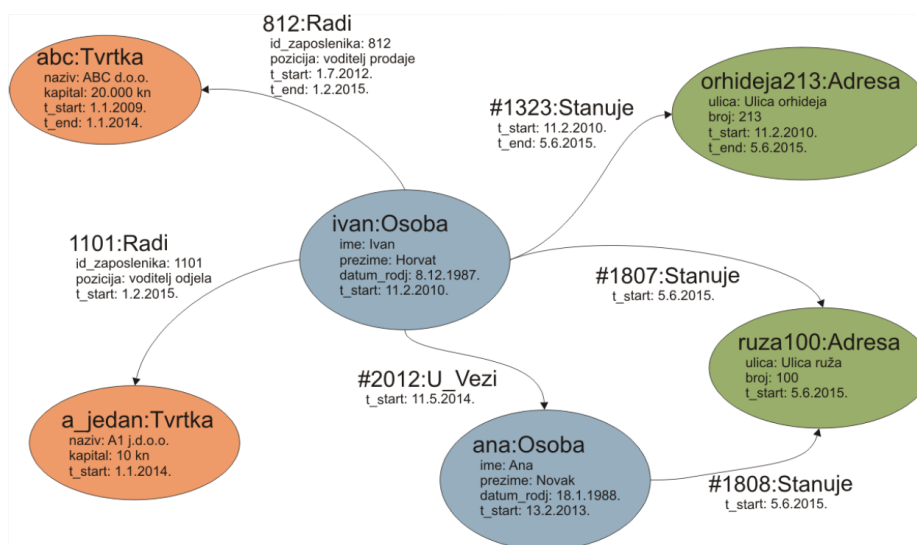 812:Radi
id_zaposlenika: 812
pozicija: voditelj prodaje
t_start: 1.7.2012.
t_end: 1.2.2015.
abc:Tvrtka
naziv: ABC d.o.o.
kapital: 20.000 kn
t_start: 1.1.2009.
t_end: 1.1.2014.
orhideja213:Adresa
ulica: Ulica orhideja
broj: 213
t_start: 11.2.2010.
t_end: 5.6.2015.
#1323:Stanuje
t_start: 11.2.2010.
t_end: 5.6.2015.
ivan:Osoba
ime: Ivan
prezime: Horvat
datum_rodj: 8.12.1987.
t_start: 11.2.2010.
1101:Radi
id_zaposlenika: 1101
pozicija: voditelj odjela
t_start: 1.2.2015.
#1807:Stanuje
t_start: 5.6.2015.
ruza100:Adresa
ulica: Ulica ruža
broj: 100
t_start: 5.6.2015.
#2012:U_Vezi
t_start: 11.5.2014.
a_jedan:Tvrtka
naziv: A1 j.d.o.o.
kapital: 10 kn
t_start: 1.1.2014.
ana:Osoba
ime: Ana
prezime: Novak
datum_rodj: 18.1.1988.
t_start: 13.2.2013.
#1808:Stanuje
t_start: 5.6.2015.